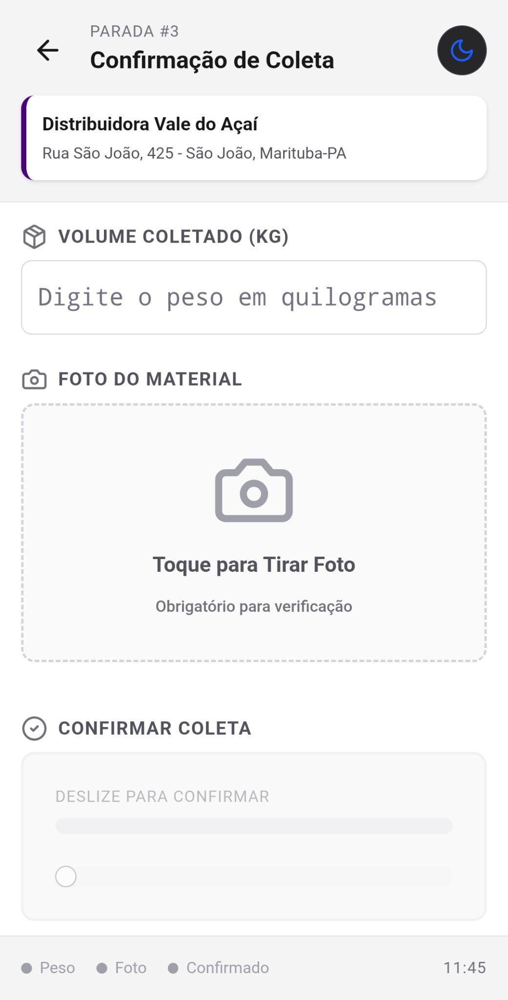 PARADA #3
Confirmação de Coleta
Distribuidora Vale do Açaí
Rua São João, 425 - São João, Marituba-PA
VOLUME COLETADO (KG)
Digite o peso em quilogramas
FOTO DO MATERIAL
Toque para Tirar Foto
Obrigatório para verificação
CONFIRMAR COLETA
DESLIZE PARA CONFIRMAR
Peso Foto Confirmado 11:45